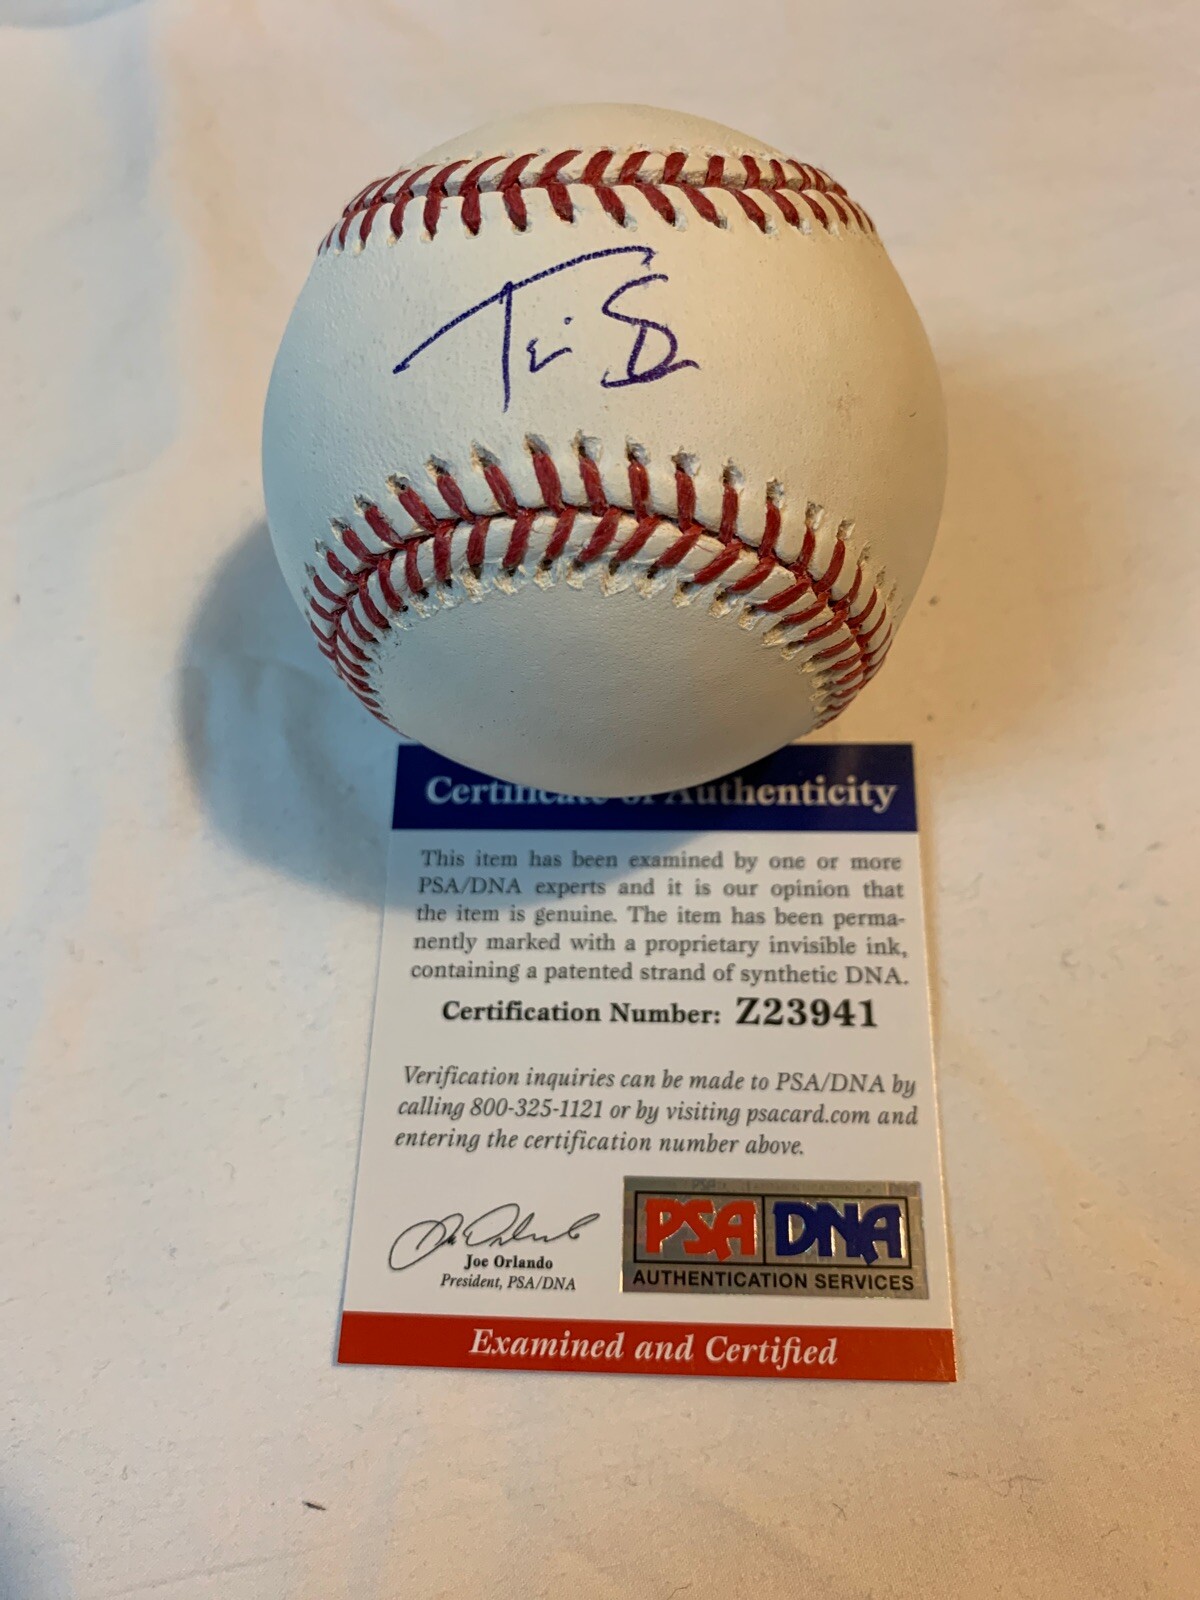 Certificate of Authenticity
This item has been examined by one or more
PSA/DNA experts and it is our opinion that
the item is genuine. The item has been perma-
nently marked with a proprietary invisible ink,
containing a patented strand of synthetic DNA.
Certification Number: Z23941
Verification inquiries can be made to PSA/DNA by
calling 800-325-1121 or by visiting psacard.com and
entering the certification number above.
Joe Orlando
President, PSA/DNA
PSA DNA
AUTHENTICATION SERVICES
Examined and Certified